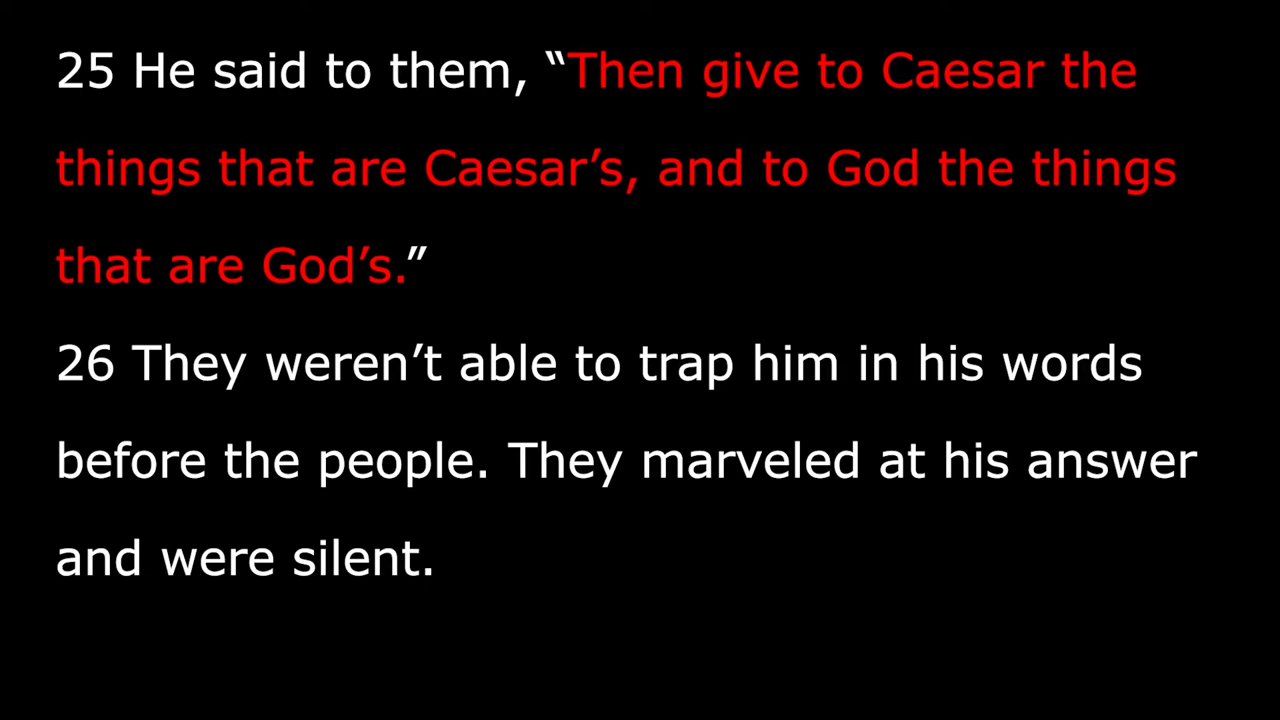 25 He said to them, “Then give to Caesar the
things that are Caesar’s, and to God the things
that are God’s.”
26 They weren’t able to trap him in his words
before the people. They marveled at his answer
and were silent.